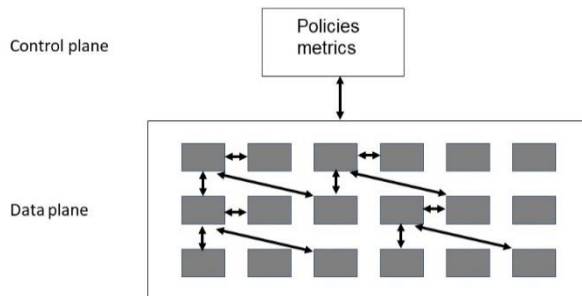 Control plane
Policies
metrics
Data plane